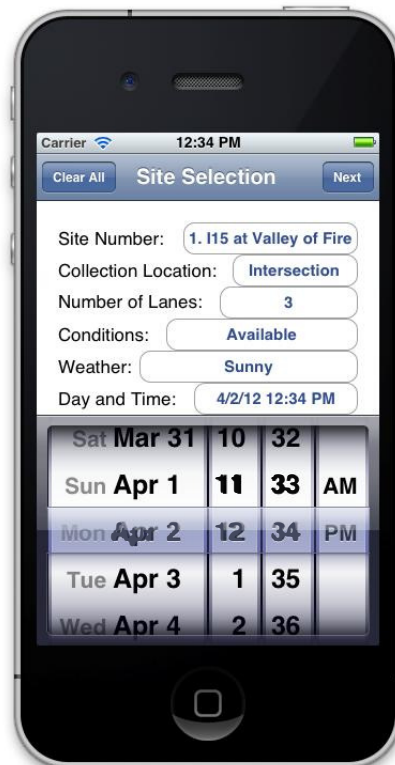 Carrier 12:34 PM
Clear All Site Selection Next
Site Number: 1. I15 at Valley of Fire
Collection Location: Intersection
Number of Lanes: 3
Conditions: Available
Weather: Sunny
Day and Time: 4/2/12 12:34 PM
Sat Mar 31 10 32
Sun Apr 1 11 33 AM
Mon Apr 2 12 34 PM
Tue Apr 3 1 35
Wed Apr 4 2 36